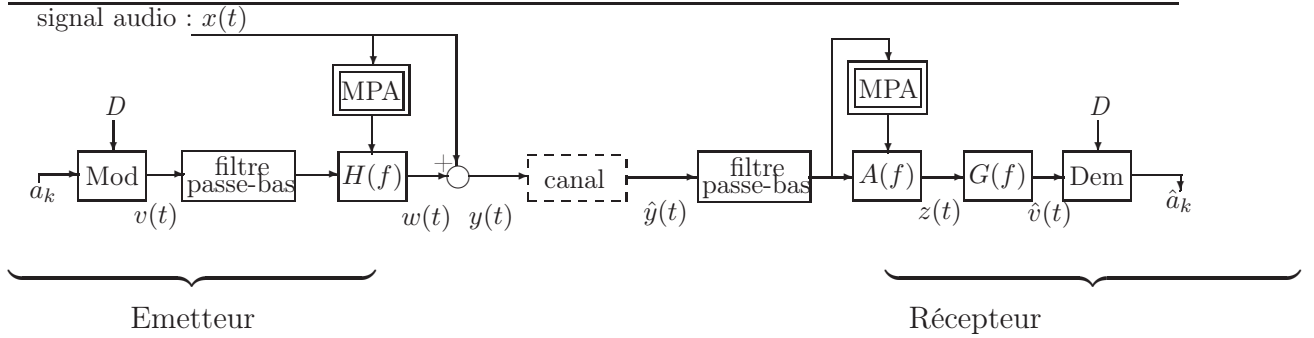 signal audio : x(t)
MPA
MPA
D
D
Mod
filtre
passe-bas
H(f)
+
canal
filtre
passe-bas
A(f)
G(f)
Dem
a_k
v(t)
w(t)
y(t)
ŷ(t)
z(t)
v̂(t)
â_k
Emetteur
Récepteur